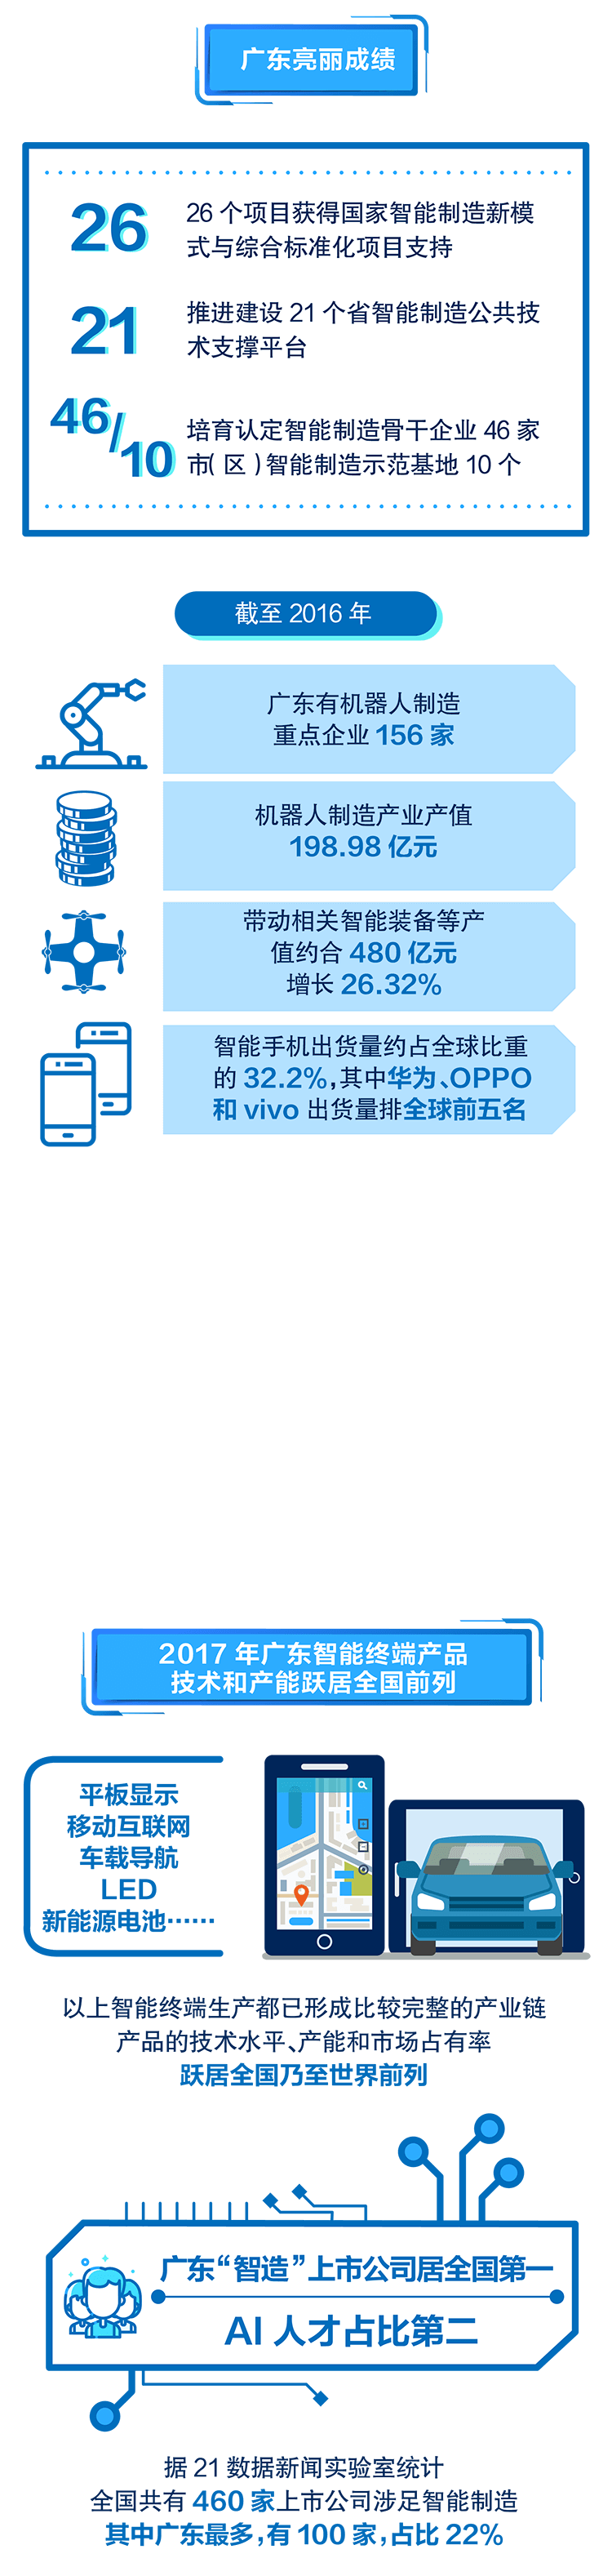 广东亮丽成绩
26
26 个项目获得国家智能制造新模
式与综合标准化项目支持
21
推进建设 21 个省智能制造公共技
术支撑平台
46/10
培育认定智能制造骨干企业 46 家
市(区)智能制造示范基地 10 个
截至 2016 年
广东有机器人制造
重点企业 156 家
机器人制造产业产值
198.98 亿元
带动相关智能装备等产
值约合 480 亿元
增长 26.32%
智能手机出货量约占全球比重
的 32.2%,其中华为、OPPO
和 vivo 出货量排全球前五名
2017 年广东智能终端产品
技术和产能跃居全国前列
平板显示
移动互联网
车载导航
LED
新能源电池……
以上智能终端生产都已形成比较完整的产业链
产品的技术水平、产能和市场占有率
跃居全国乃至世界前列
广东“智造”上市公司居全国第一
AI 人才占比第二
据 21 数据新闻实验室统计
全国共有 460 家上市公司涉足智能制造
其中广东最多,有 100 家,占比 22%